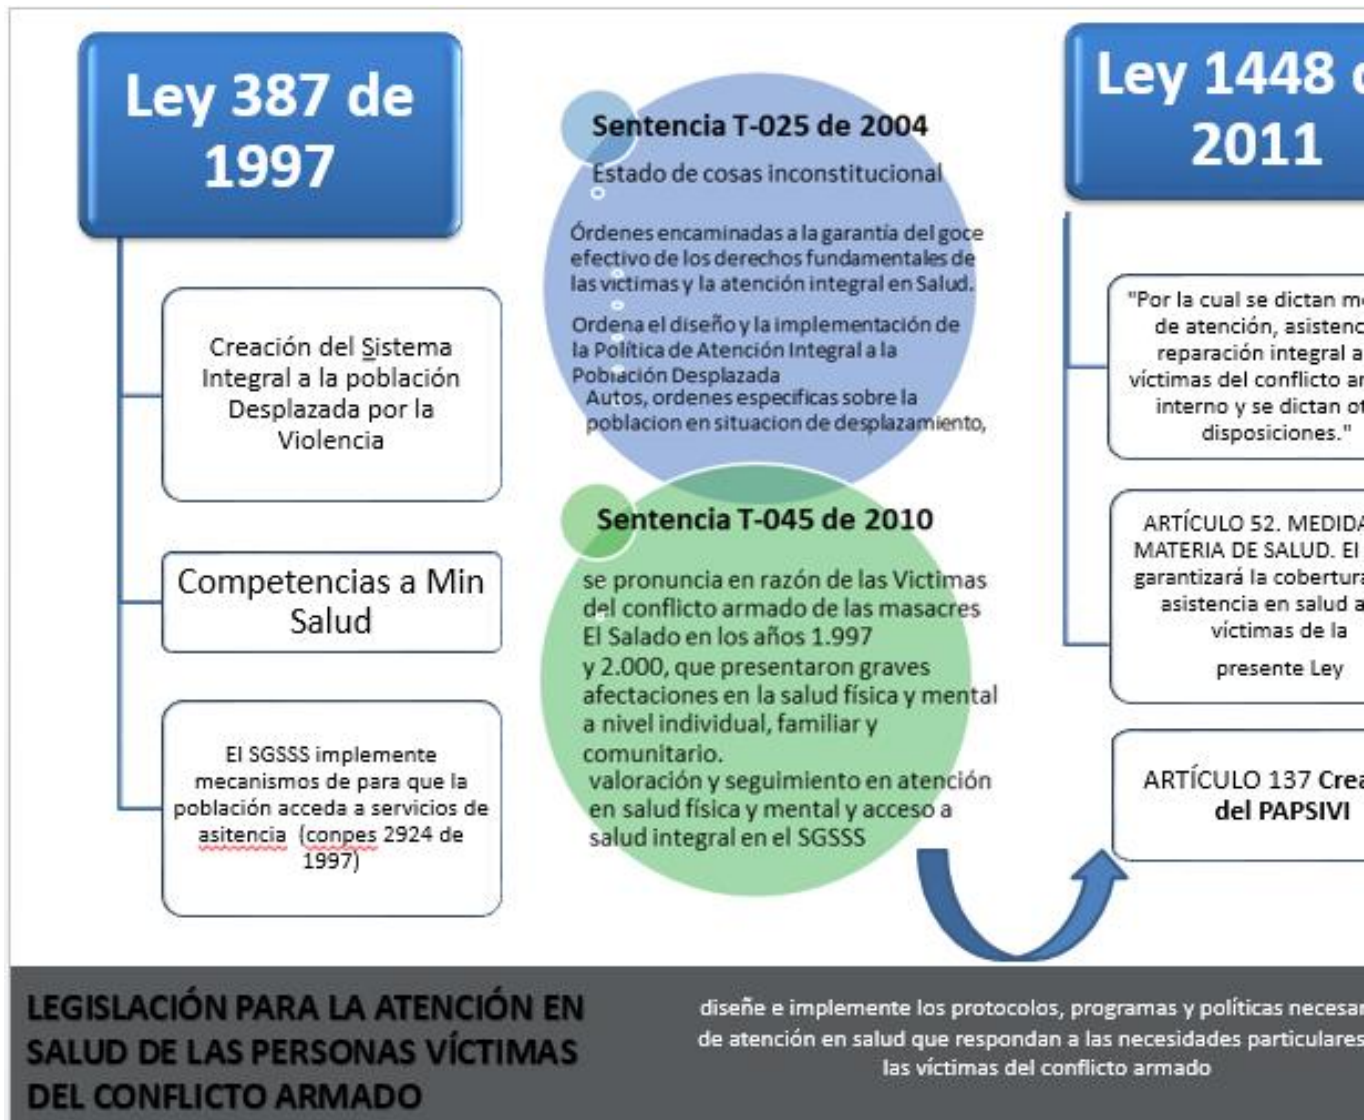 Ley 387 de
1997
Creación del Sistema
Integral a la población
Desplazada por la
Violencia
Competencias a Min
Salud
El SGSSS implemente
mecanismos de para que la
población acceda a servicios de
asitencia (conpes 2924 de
1997)
Sentencia T-025 de 2004
Estado de cosas inconstitucional
Órdenes encaminadas a la garantía del goce
efectivo de los derechos fundamentales de
las victimas y la atención integral en Salud.
Ordena el diseño y la implementación de
la Política de Atención Integral a la
Población Desplazada
Autos, ordenes especificas sobre la
poblacion en situacion de desplazamiento,
Sentencia T-045 de 2010
se pronuncia en razón de las Victimas
del conflicto armado de las masacres
El Salado en los años 1.997
y 2.000, que presentaron graves
afectaciones en la salud física y mental
a nivel individual, familiar y
comunitario.
valoración y seguimiento en atención
en salud física y mental y acceso a
salud integral en el SGSSS
Ley 1448
2011
"Por la cual se dictan
de atención,
reparación integral a
víctimas del conflicto
interno y se dictan
disposiciones."
ARTÍCULO 52.
MATERIA DE SALUD. El
garantizará la
asistencia en salud a
víctimas de la
presente Ley
ARTÍCULO 137
del PAPSIVI
LEGISLACIÓN PARA LA ATENCIÓN EN
SALUD DE LAS PERSONAS VÍCTIMAS
DEL CONFLICTO ARMADO
diseñe e implemente los protocolos, programas y políticas
de atención en salud que respondan a las necesidades particulares
las víctimas del conflicto armado